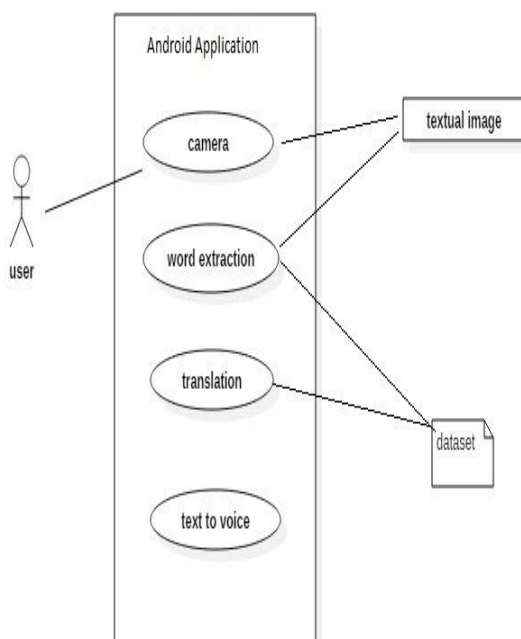 Android Application
camera
textual image
user
word extraction
translation
dataset
text to voice